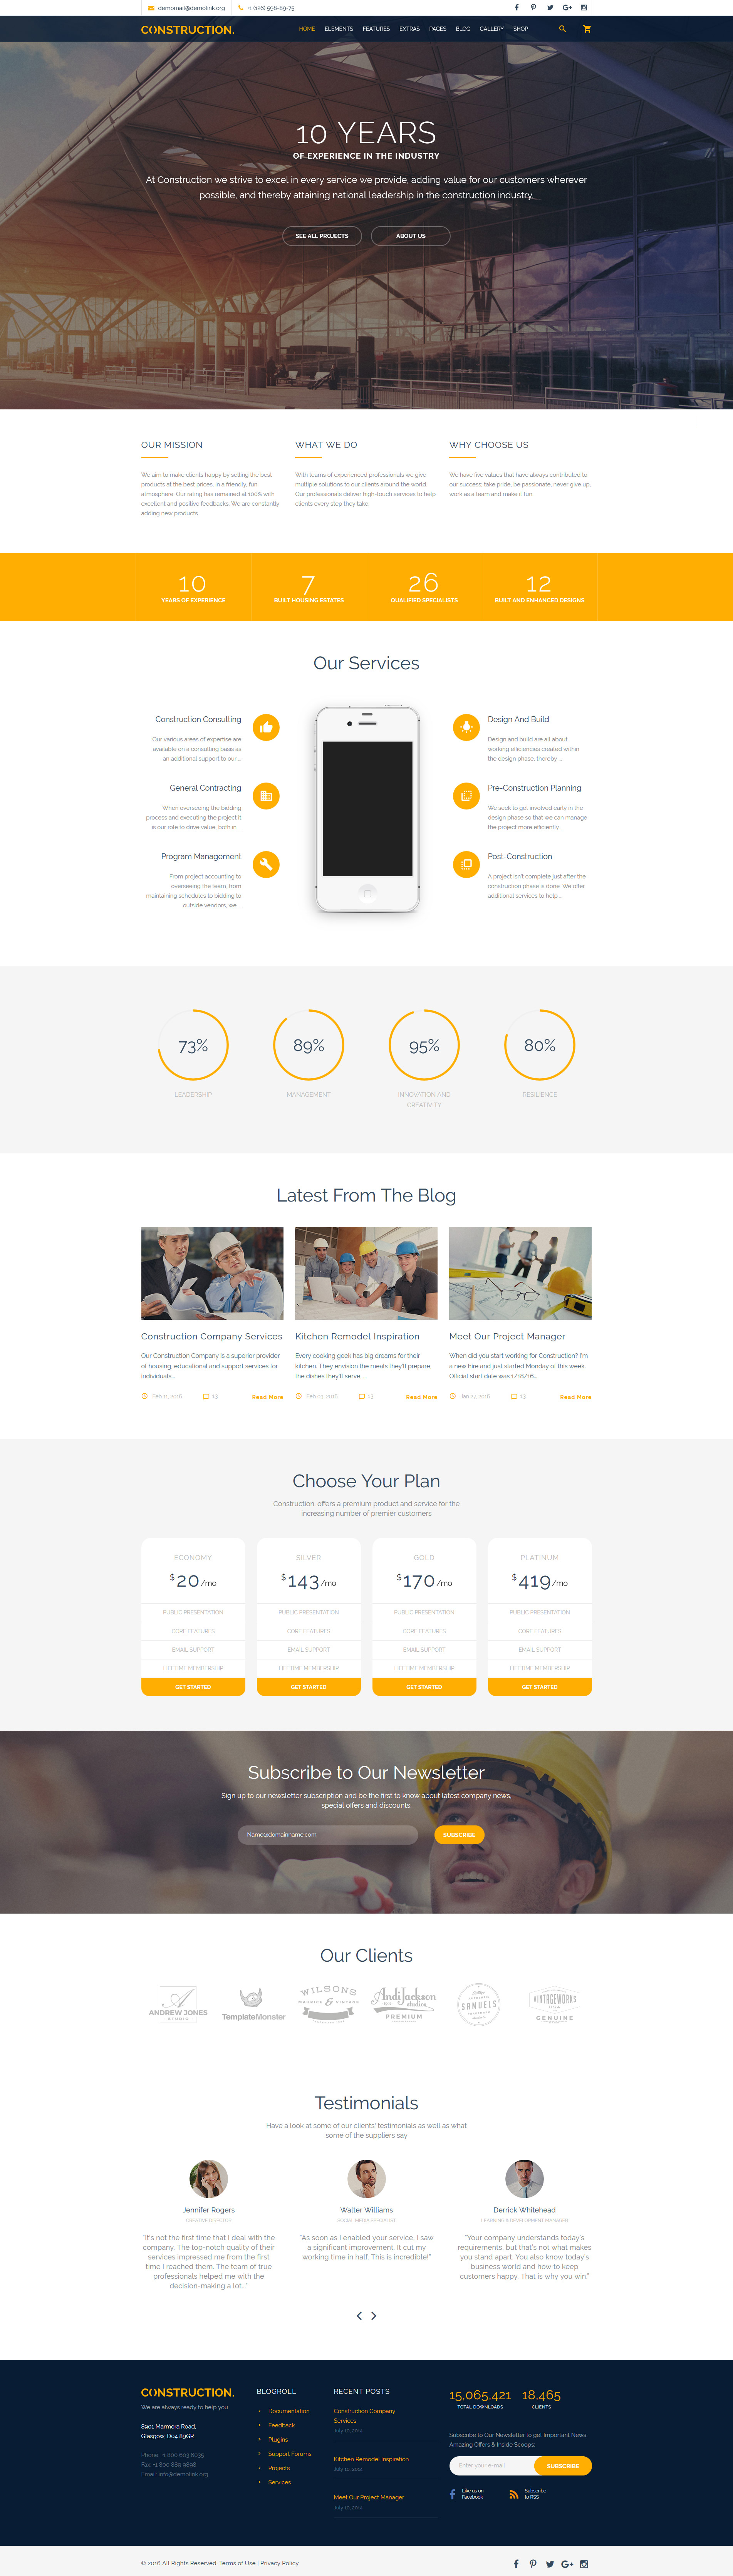 demomail@demolink.org
+1 (126) 598-89-75
CONSTRUCTION.
HOME ELEMENTS FEATURES EXTRAS PAGES BLOG GALLERY SHOP
10 YEARS
OF EXPERIENCE IN THE INDUSTRY
At Construction we strive to excel in every service we provide, adding value for our customers wherever
possible, and thereby attaining national leadership in the construction industry.
SEE ALL PROJECTS
ABOUT US
OUR MISSION
We aim to make clients happy by selling the best
products at the best prices, in a friendly, fun
atmosphere. Our rating has remained at 100% with
excellent and positive feedbacks. We are constantly
adding new products.
WHAT WE DO
With teams of experienced professionals we give
multiple solutions to our clients around the world.
Our professionals deliver high-touch services to help
clients every step they take.
WHY CHOOSE US
We have five values that have always contributed to
our success: take pride, be passionate, never give up,
work as a team and make it fun.
10
YEARS OF EXPERIENCE
7
BUILT HOUSING ESTATES
26
QUALIFIED SPECIALISTS
12
BUILT AND ENHANCED DESIGNS
Our Services
Construction Consulting
Our various areas of expertise are
available on a consulting basis as
an additional support to our ...
General Contracting
When overseeing the bidding
process and executing the project it
is our role to drive value, both in ...
Program Management
From project accounting to
overseeing the team, from
maintaining schedules to bidding to
outside vendors, we ...
Design And Build
Design and build are all about
working efficiencies created within
the design phase, thereby ...
Pre-Construction Planning
We seek to get involved early in the
design phase so that we can manage
the project more efficiently ...
Post-Construction
A project isn't complete just after the
construction phase is done. We offer
additional services to help ...
73%
LEADERSHIP
89%
MANAGEMENT
95%
INNOVATION AND
CREATIVITY
80%
RESILIENCE
Latest From The Blog
Construction Company Services
Our Construction Company is a superior provider
of housing, educational and support services for
individuals...
Feb 11, 2016
13
Read More
Kitchen Remodel Inspiration
Every cooking geek has big dreams for their
kitchen. They envision the meals they'll prepare,
the dishes they'll serve, ...
Feb 03, 2016
13
Read More
Meet Our Project Manager
When did you start working for Construction? I'm
a new hire and just started Monday of this week.
Official start date was 1/18/16...
Jan 27, 2016
13
Read More
Choose Your Plan
Construction. offers a premium product and service for the
increasing number of premier customers
ECONOMY
$20/mo
PUBLIC PRESENTATION
CORE FEATURES
EMAIL SUPPORT
LIFETIME MEMBERSHIP
GET STARTED
SILVER
$143/mo
PUBLIC PRESENTATION
CORE FEATURES
EMAIL SUPPORT
LIFETIME MEMBERSHIP
GET STARTED
GOLD
$170/mo
PUBLIC PRESENTATION
CORE FEATURES
EMAIL SUPPORT
LIFETIME MEMBERSHIP
GET STARTED
PLATINUM
$419/mo
PUBLIC PRESENTATION
CORE FEATURES
EMAIL SUPPORT
LIFETIME MEMBERSHIP
GET STARTED
Subscription to Our Newsletter
Sign up to our newsletter subscription and be the first to know about latest company news,
special offers and discounts.
Name@domainname.com
SUBSCRIBE
Our Clients
ANDREW JONES
STUDIO
TemplateMonster
WILSONS
AndiJackson
studios
PREMIUM
SAMUELS
VINTAGEWORKS
USA
GENUINE
Testimonials
Have a look at some of our clients' testimonials as well as what
some of the suppliers say
Jennifer Rogers
CREATIVE DIRECTOR
“It's not the first time that I deal with the
company. The top-notch quality of their
services impressed me from the first
time I reached them. The team of true
professionals helped me with the
decision-making a lot...”
Walter Williams
SOCIAL MEDIA SPECIALIST
“As soon as I enabled your service, I saw
a significant improvement. It cut my
working time in half. This is incredible!”
Derrick Whitehead
LEARNING & DEVELOPMENT MANAGER
“Your company understands today's
requirements...but that's not what makes
you stand apart. You also know today's
business world and how to keep
customers happy. That is why you win.”
CONSTRUCTION.
We are always ready to help you
8901 Marmora Road,
Glasgow, D04 89GR.
Phone: +1 800 603 6035
Fax: +1 800 889 9898
Email: info@demolink.org
BLOGROLL
Documentation
Feedback
Plugins
Support Forums
Projects
Services
RECENT POSTS
Construction Company
Services
July 10, 2014
Kitchen Remodel Inspiration
July 10, 2014
Meet Our Project Manager
July 10, 2014
15,065,421
TOTAL DOWNLOADS
18,465
CLIENTS
Subscribe to Our Newsletter to get Important News,
Amazing Offers & Inside Scoops:
Enter your e-mail
SUBSCRIBE
Like us on
Facebook
Subscribe
to RSS
© 2016 All Rights Reserved. Terms of Use | Privacy Policy